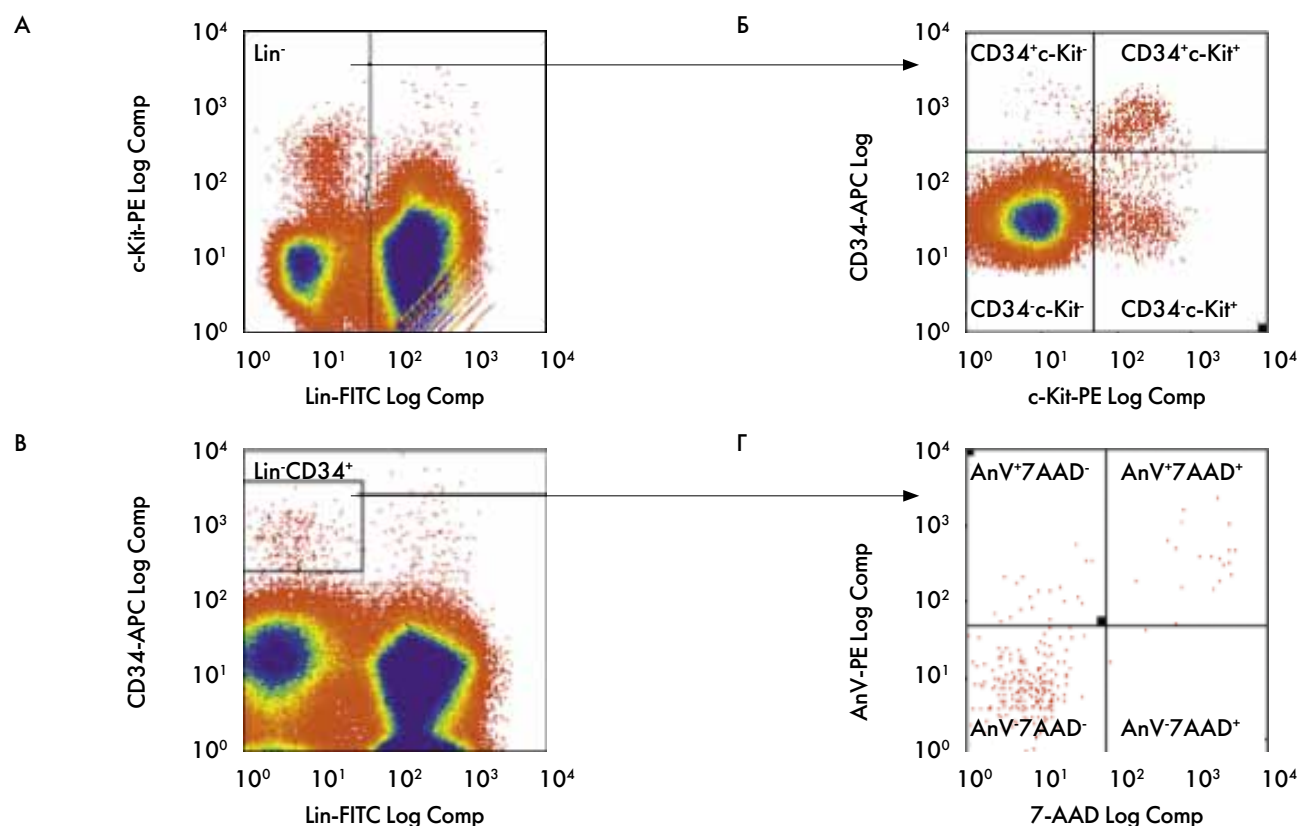 А
10⁴
10³
10²
10¹
10⁰
Lin⁻
c-Kit-PE Log Comp
10⁰ 10¹ 10² 10³ 10⁴
Lin-FITC Log Comp
Б
10⁴
10³
10²
10¹
10⁰
CD34⁺c-Kit⁻ CD34⁺c-Kit⁺
CD34-APC Log
CD34⁻c-Kit⁻ CD34⁻c-Kit⁺
10⁰ 10¹ 10² 10³ 10⁴
c-Kit-PE Log Comp
В
10⁴
10³
10²
10¹
10⁰
Lin⁻CD34⁺
CD34-APC Log Comp
10⁰ 10¹ 10² 10³ 10⁴
Lin-FITC Log Comp
Г
10⁴
10³
10²
10¹
10⁰
AnV⁺7AAD⁻ AnV⁺7AAD⁺
AnV-PE Log Comp
AnV⁻7AAD⁻ AnV⁻7AAD⁺
10⁰ 10¹ 10² 10³ 10⁴
7-AAD Log Comp